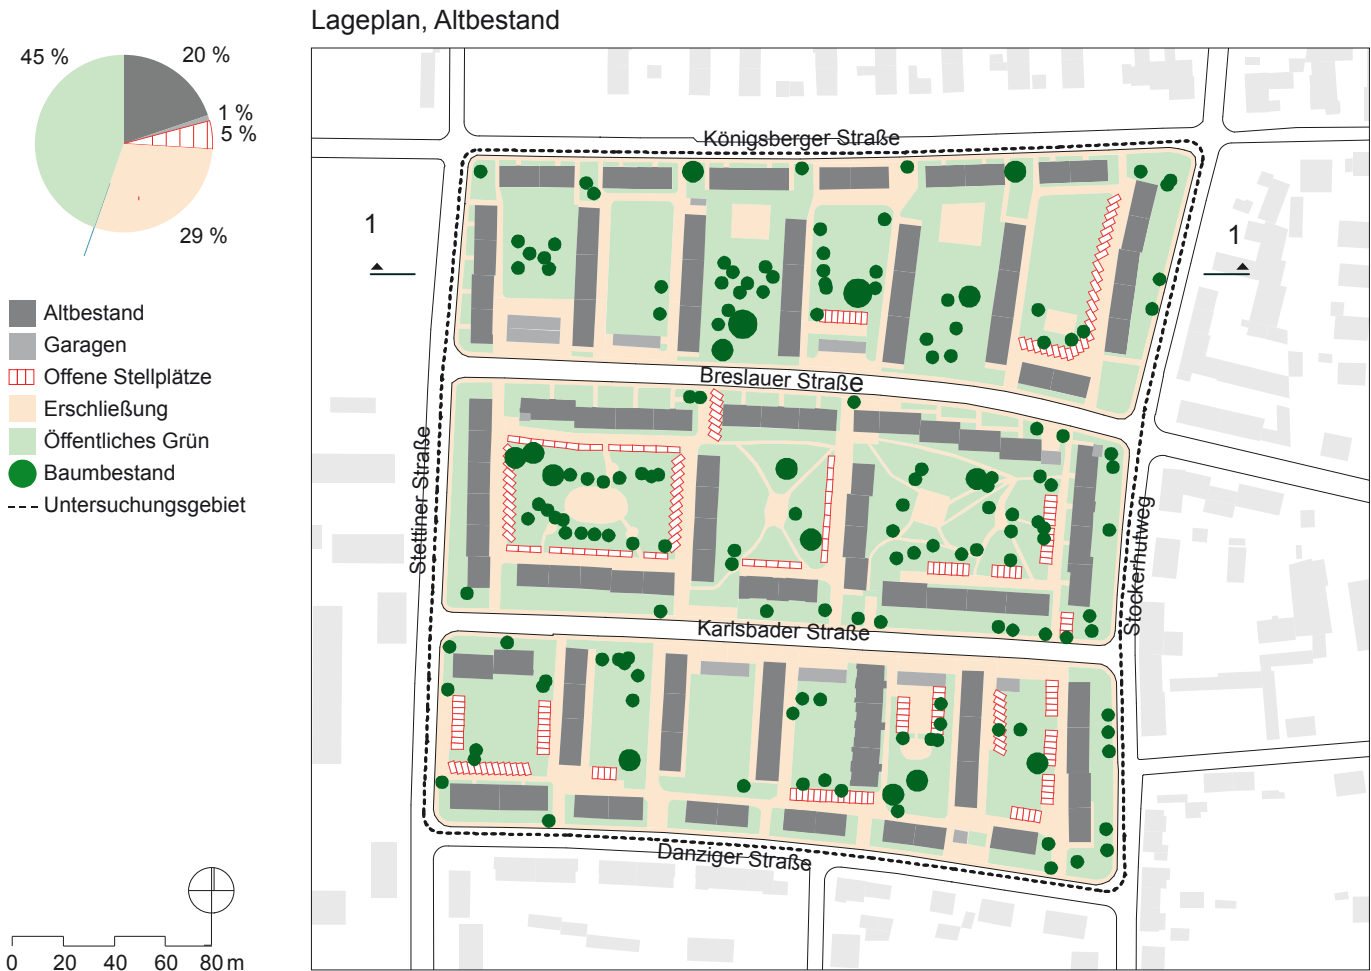 Lageplan, Altbestand
45 %
20 %
1 %
5 %
29 %
Altbestand
Garagen
Offene Stellplätze
Erschließung
Öffentliches Grün
Baumbestand
Untersuchungsgebiet
Königsberger Straße
1
1
Breslauer Straße
Stettiner Straße
Stockerhutweg
Karlsbader Straße
Danziger Straße
0 20 40 60 80 m